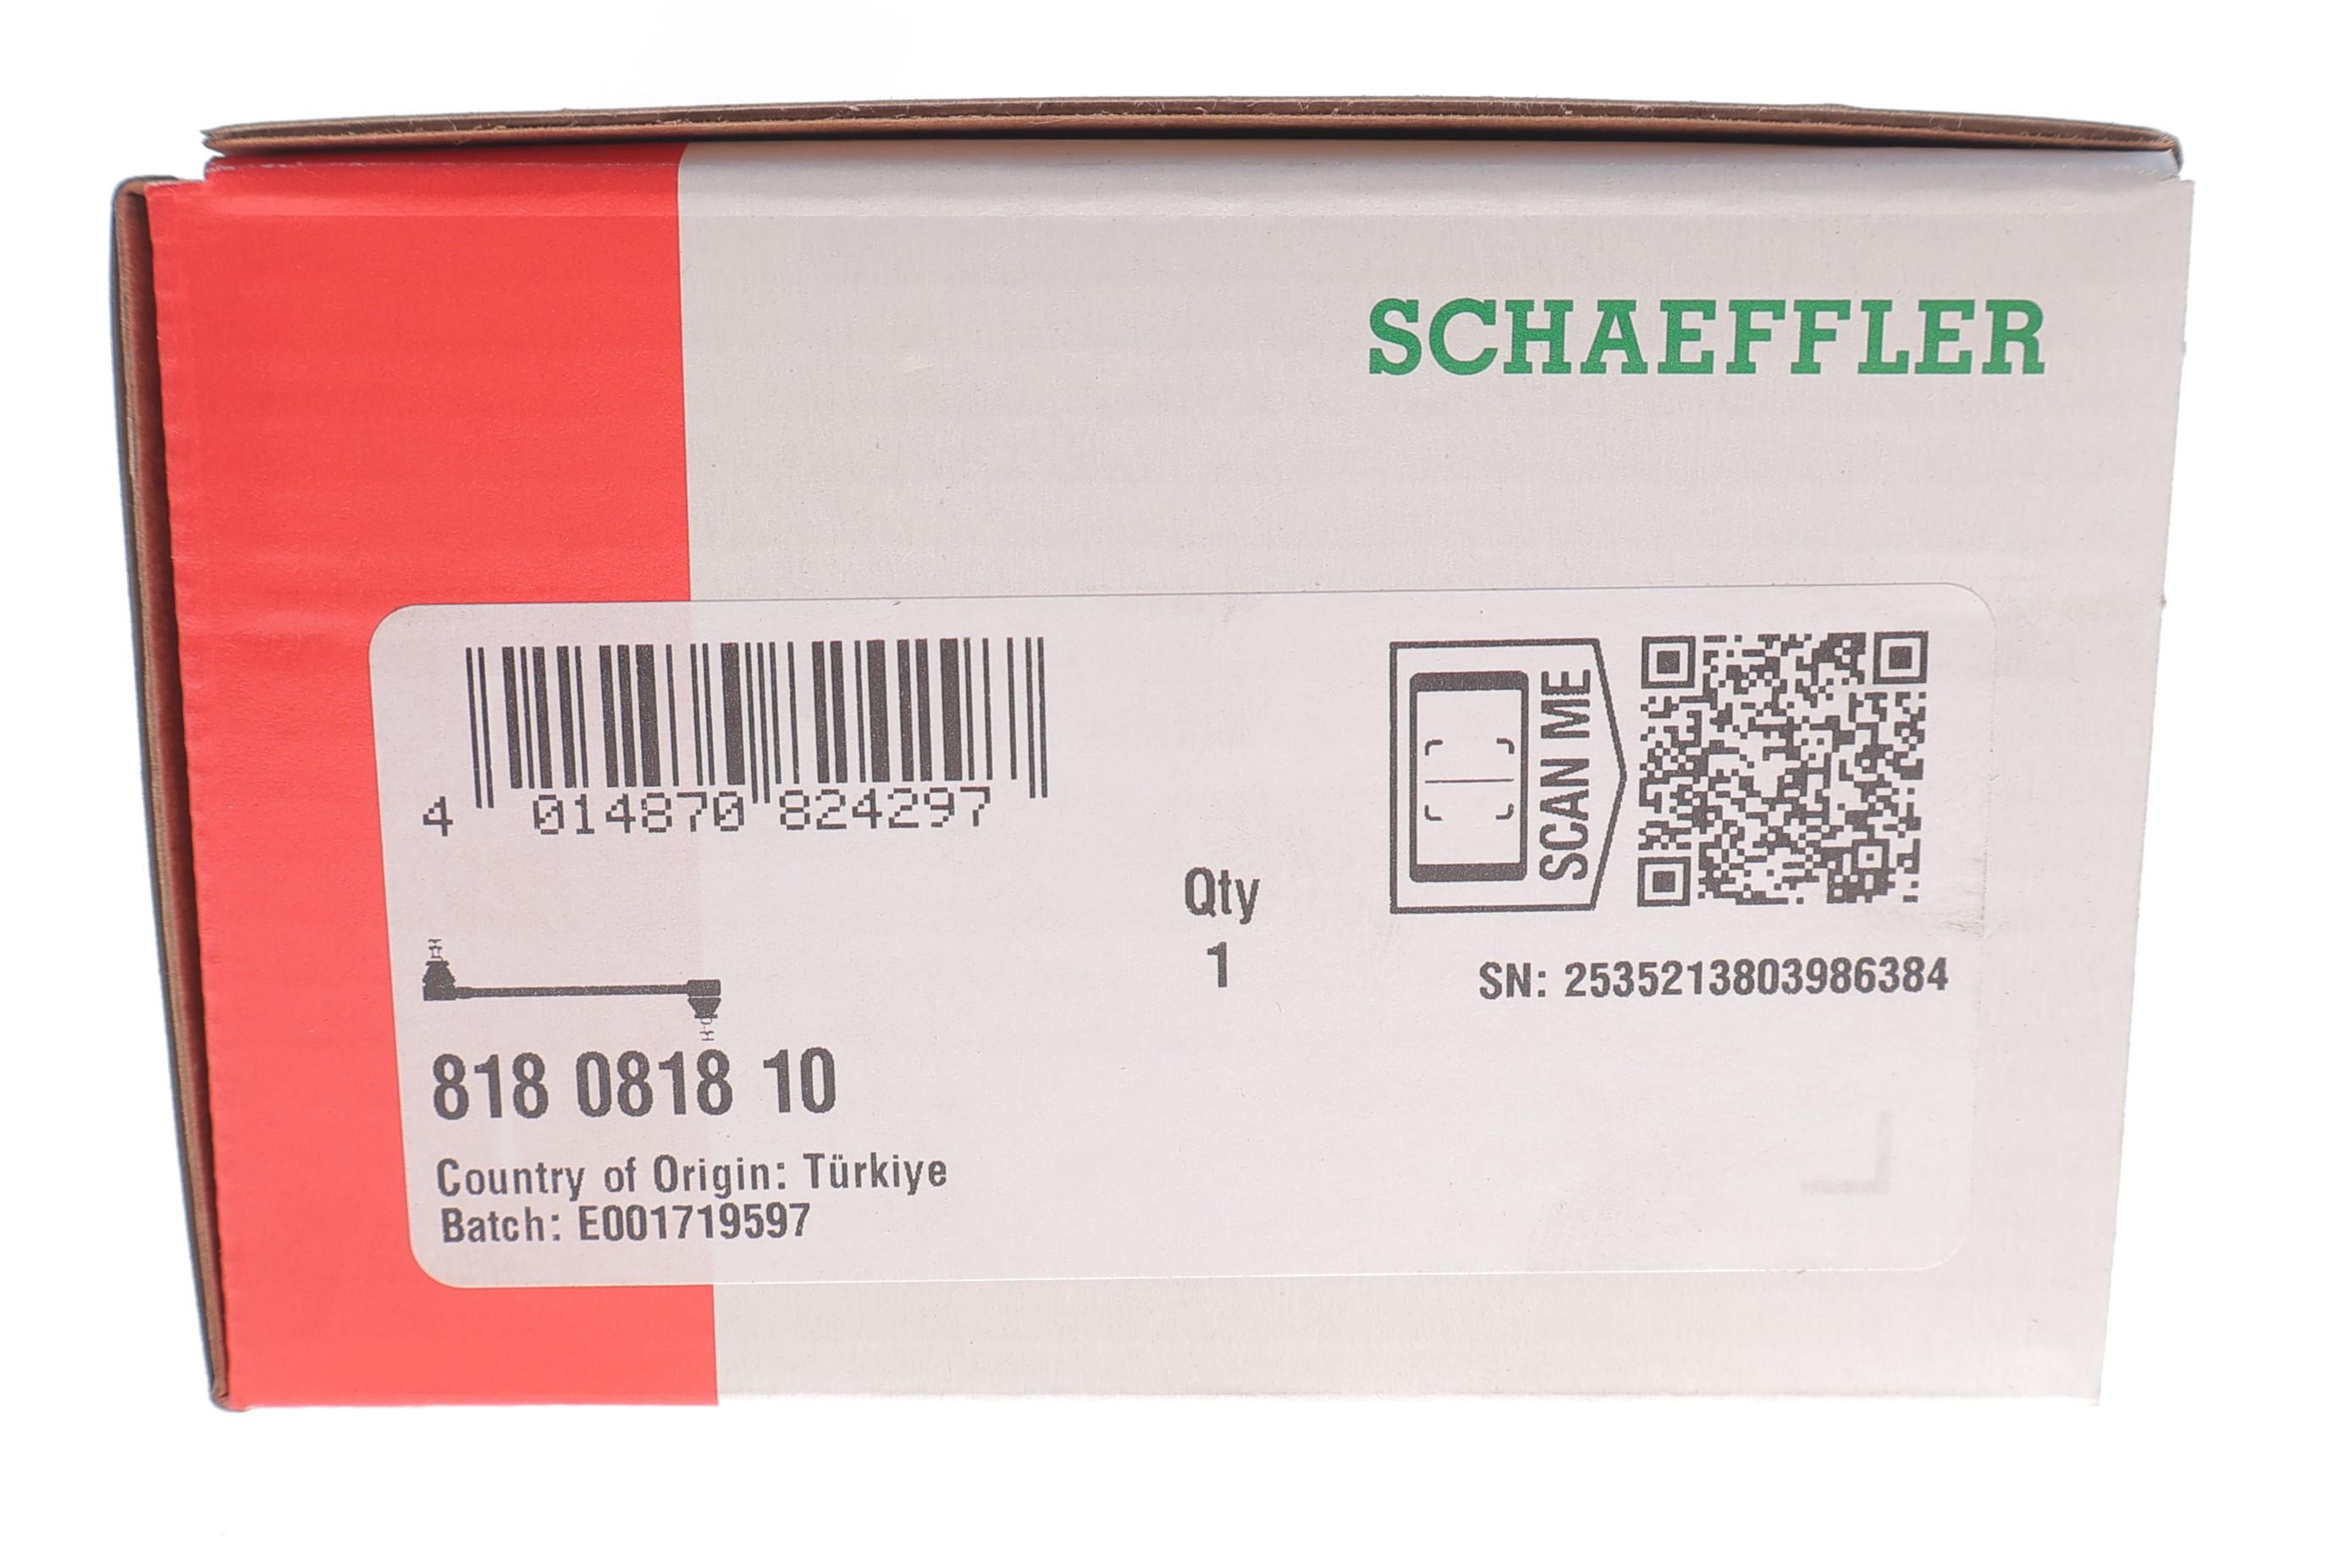 SCHAEFFLER
4 014870 824297
SCAN ME
Qty
1
SN: 2535213803986384
818 0818 10
Country of Origin: Türkiye
Batch: E001719597